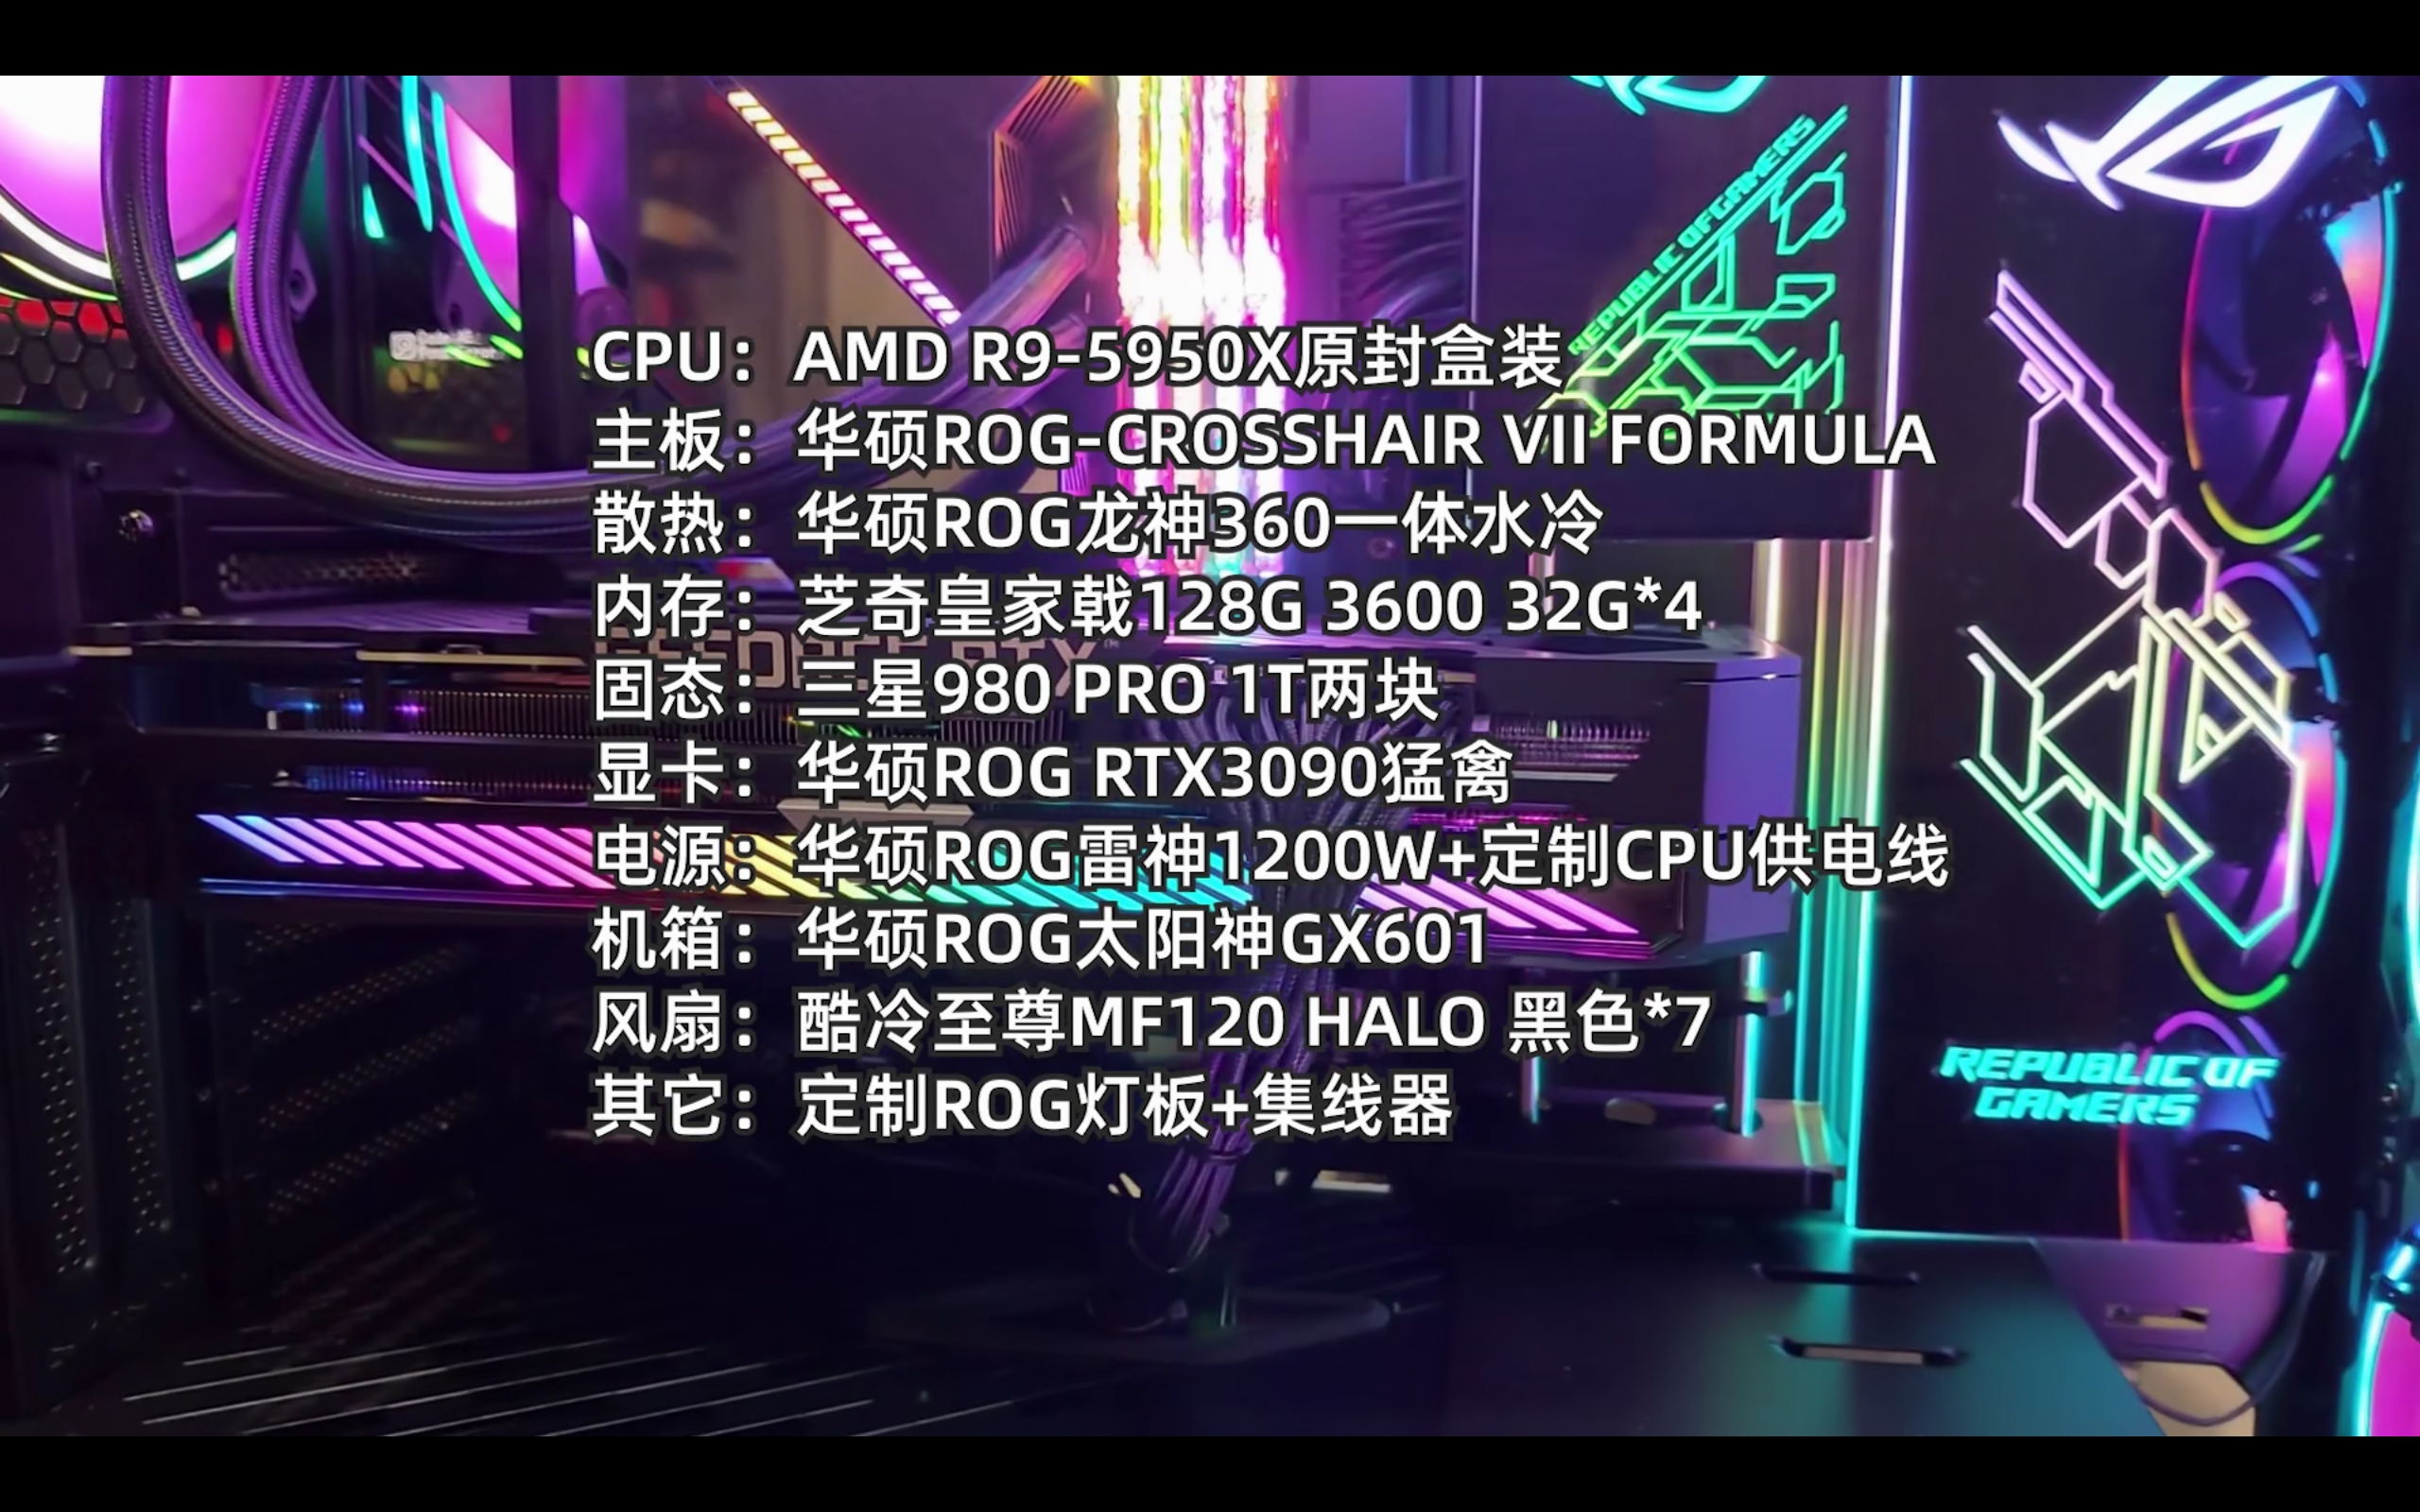 REPUBLIC OF GAMERS
CPU：AMD R9-5950X原封盒装
主板：华硕ROG-CROSSHAIR VII FORMULA
散热：华硕ROG龙神360一体水冷
内存：芝奇皇家戟128G 3600 32G*4
固态：三星980 PRO 1T两块
显卡：华硕ROG RTX3090猛禽
电源：华硕ROG雷神1200W+定制CPU供电线
机箱：华硕ROG太阳神GX601
风扇：酷冷至尊MF120 HALO 黑色*7
其它：定制ROG灯板+集线器
GEFORCE RTX
REPUBLIC OF
GAMERS